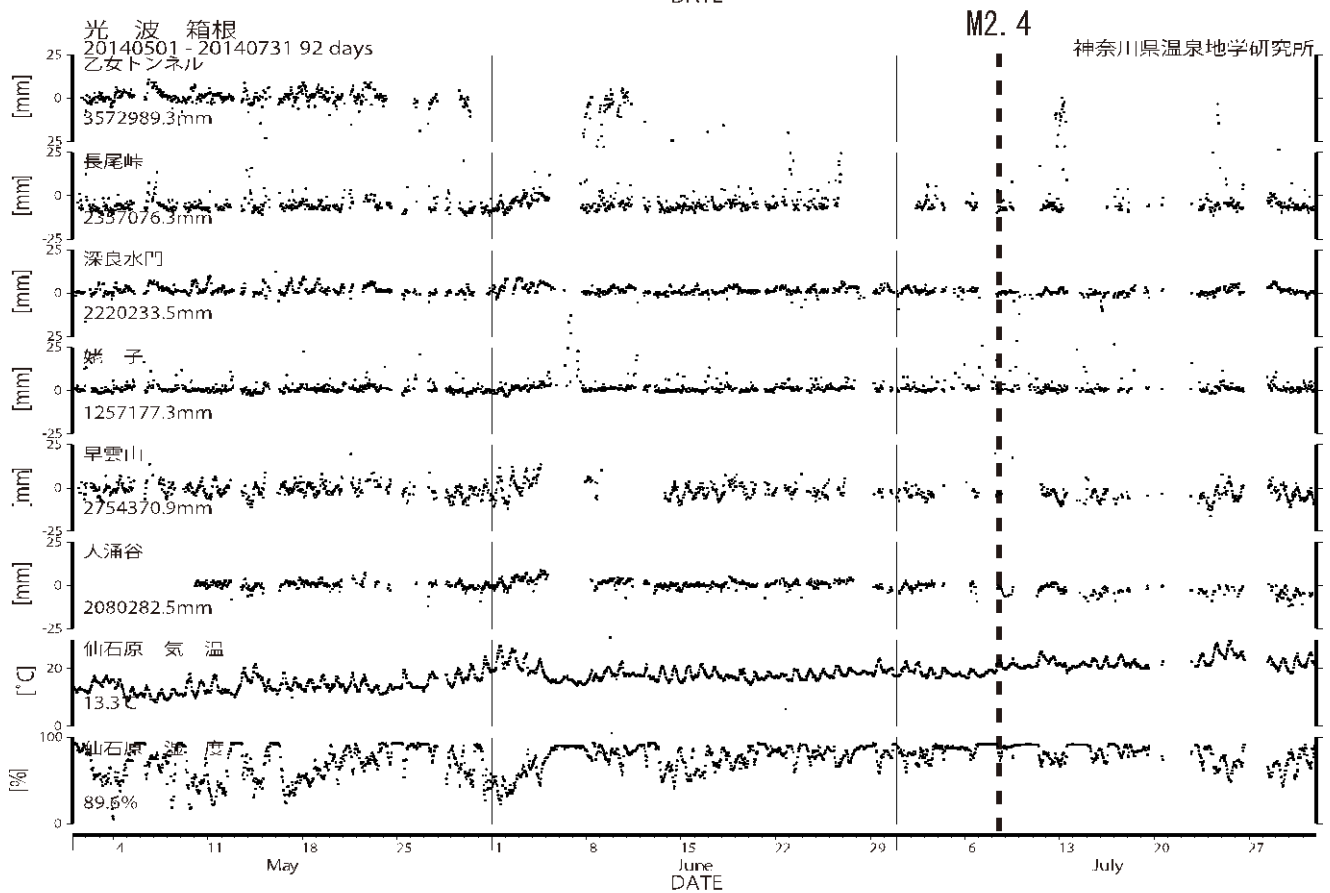 DATE
光 波 箱根
M2.4
20140501 - 20140731 92 days
神奈川県温泉地学研究所
25
乙女トンネル
[mm]
0
3572989.3mm
25
25
長尾峠
[mm]
0
2337076.3mm
-25
25
深良水門
[mm]
0
2220233.5mm
25
25
姥 子
[mm]
0
1257177.3mm
-25
25
早雲山
[mm]
0
2754370.9mm
-25
25
大涌谷
[mm]
0
2080282.5mm
-25
仙石原 気 温
[°C]
20
13.3℃
0
100
仙石原 湿 度
[%]
89.5%
0
4 11 18 25 1 8 15 22 29 6 13 20 27
May June July
DATE